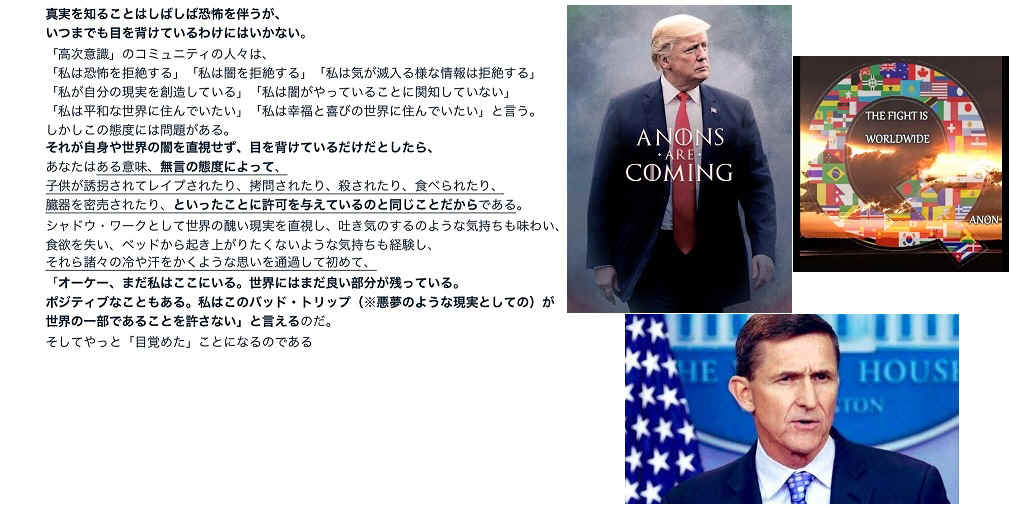 真実を知ることはしばしば恐怖を伴うが、
いつまでも目を背けているわけにはいかない。
「高次意識」のコミュニティの人々は、
「私は恐怖を拒絶する」「私は闇を拒絶する」「私は気が滅入る様な情報は拒絶する」
「私が自分の現実を創造している」「私は闇がやっていることに関知していない」
「私は平和な世界に住んでいたい」「私は幸福と喜びの世界に住んでいたい」と言う。
しかしこの態度には問題がある。
それが自身や世界の闇を直視せず、目を背けているだけだとしたら、
あなたはある意味、無言の態度によって、
子供が誘拐されてレイプされたり、拷問されたり、殺されたり、食べられたり、
臓器を密売されたり、といったことに許可を与えているのと同じことだからである。
シャドウ・ワークとして世界の醜い現実を直視し、吐き気のするのような気持ちも味わい、
食欲を失い、ベッドから起き上がりたくないような気持ちも経験し、
それら諸々の冷や汗をかくような思いを通過して初めて、
「オーケー、まだ私はここにいる。世界にはまだ良い部分が残っている。
ポジティブなこともある。私はこのバッド・トリップ（※悪夢のような現実としての）が
世界の一部であることを許さない」と言えるのだ。
そしてやっと「目覚めた」ことになるのである
ANONS
·ARE·
COMING
THE FIGHT IS
WORLDWIDE
ANON
HE
HOUS
TON